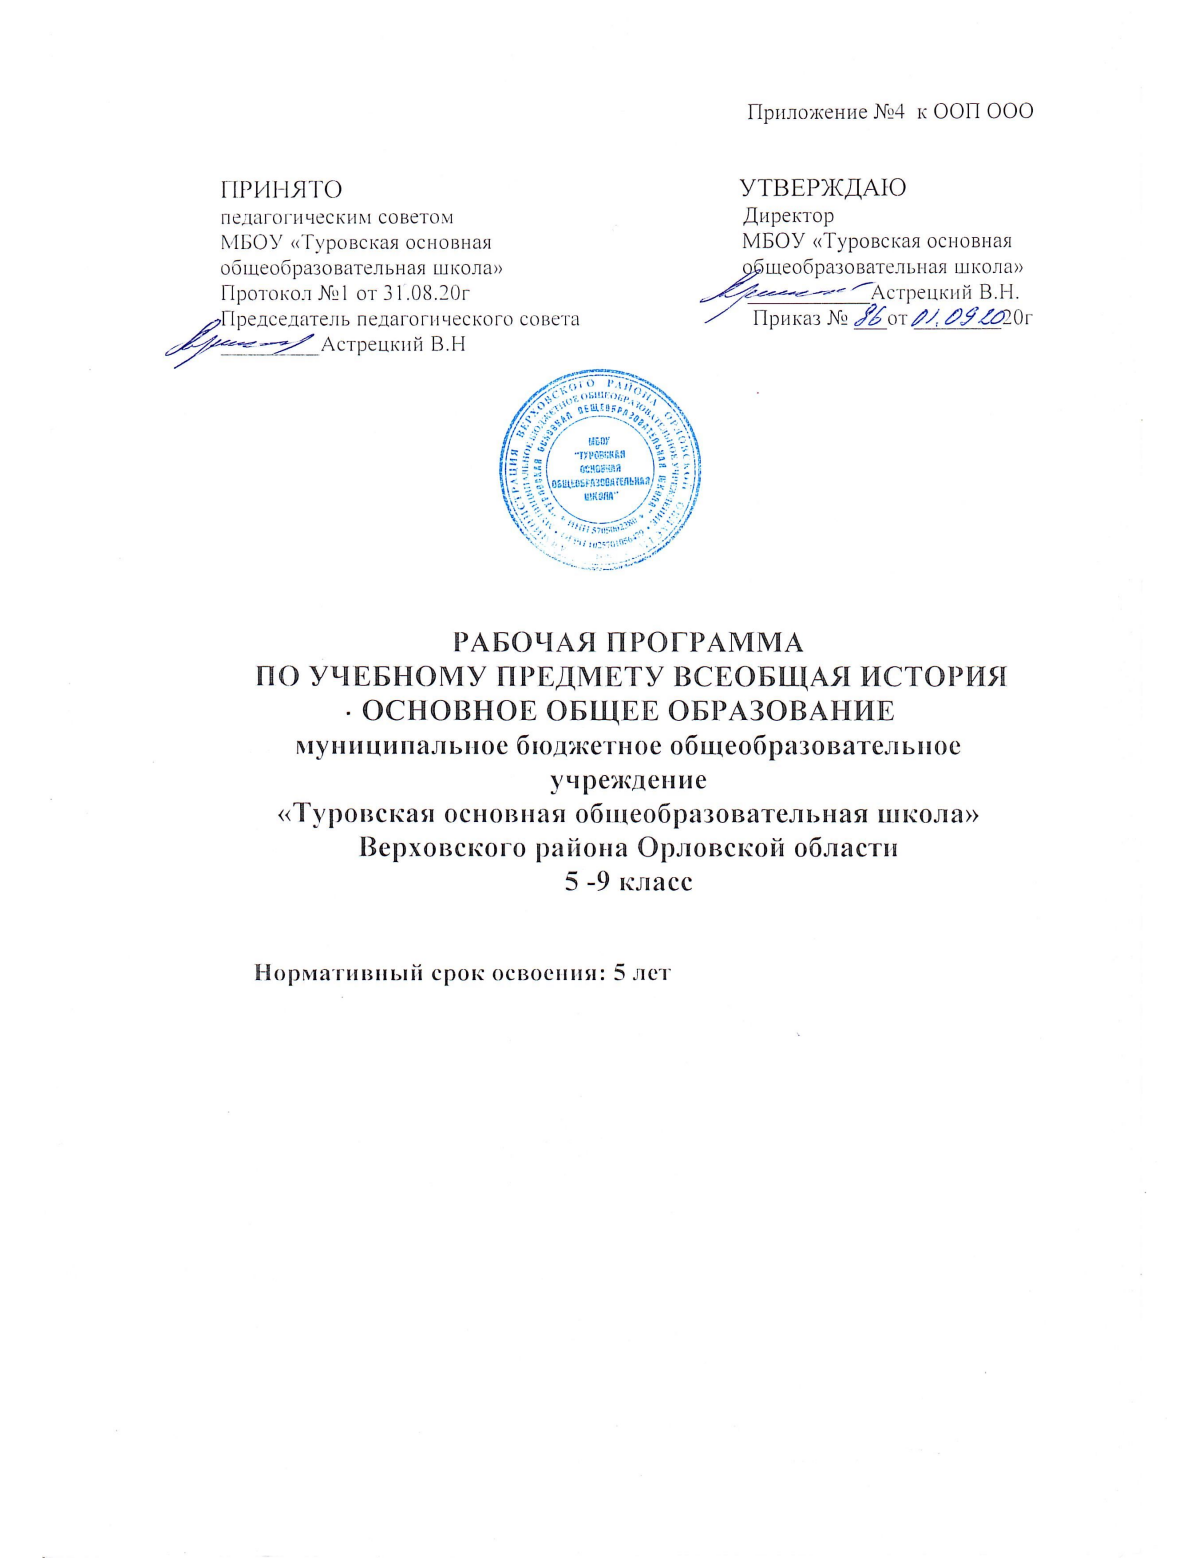 Приложение №4 к ООП ООО
ПРИНЯТО
педагогическим советом
МБОУ «Туровская основная
общеобразовательная школа»
Протокол №1 от 31.08.20г
Председатель педагогического совета
Астрецкий В.Н
УТВЕРЖДАЮ
Директор
МБОУ «Туровская основная
общеобразовательная школа»
Астрецкий В.Н.
Приказ № 86 от 01.09.2020г
МБОУ
"ТУРОВСКАЯ
ОСНОВНАЯ
ОБЩЕОБРАЗОВАТЕЛЬНАЯ
ШКОЛА"
РАБОЧАЯ ПРОГРАММА
ПО УЧЕБНОМУ ПРЕДМЕТУ ВСЕОБЩАЯ ИСТОРИЯ
· ОСНОВНОЕ ОБЩЕЕ ОБРАЗОВАНИЕ
муниципальное бюджетное общеобразовательное
учреждение
«Туровская основная общеобразовательная школа»
Верховского района Орловской области
5 -9 класс
Нормативный срок освоения: 5 лет